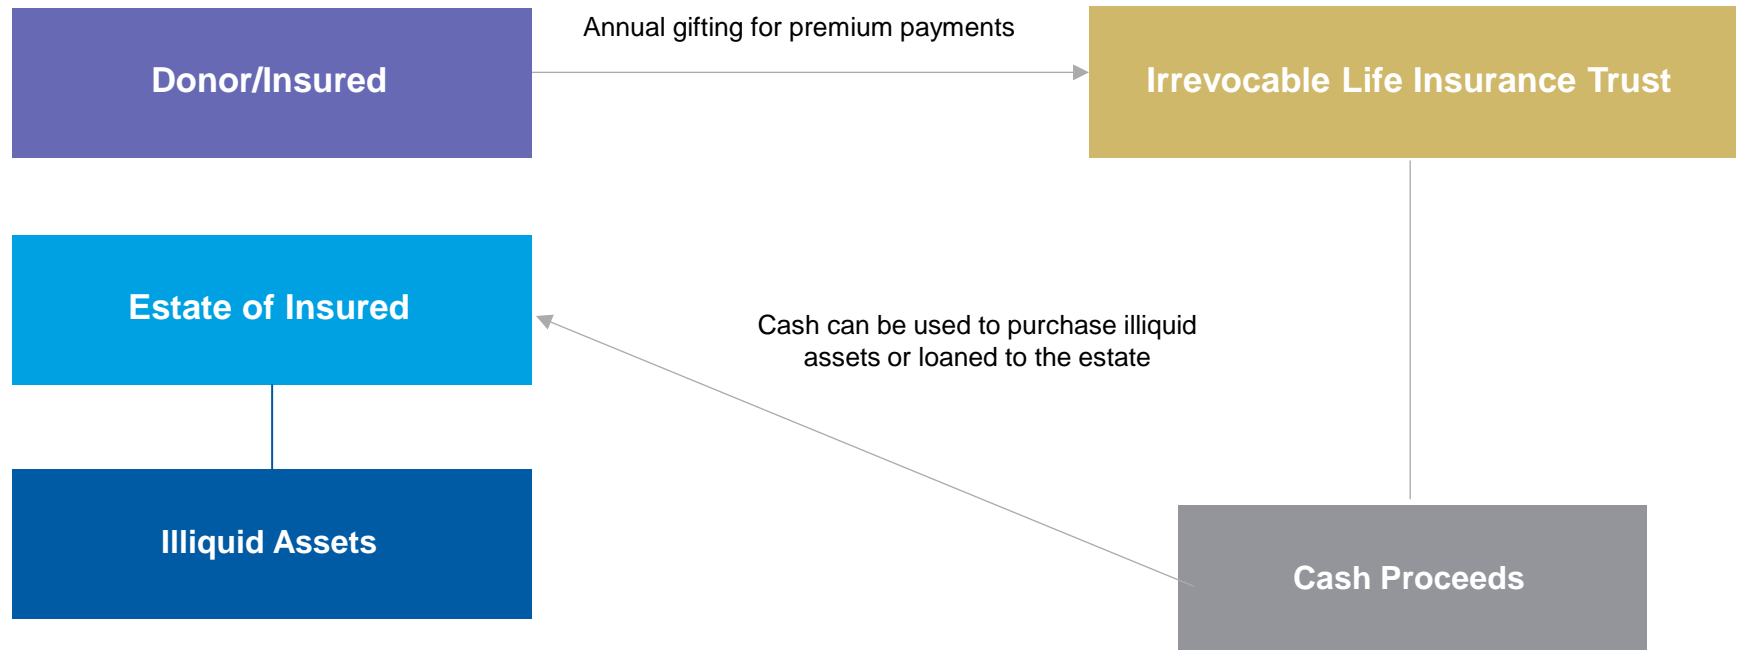 Annual gifting for premium payments
Donor/Insured
Irrevocable Life Insurance Trust
Estate of Insured
Cash can be used to purchase illiquid
assets or loaned to the estate
Illiquid Assets
Cash Proceeds